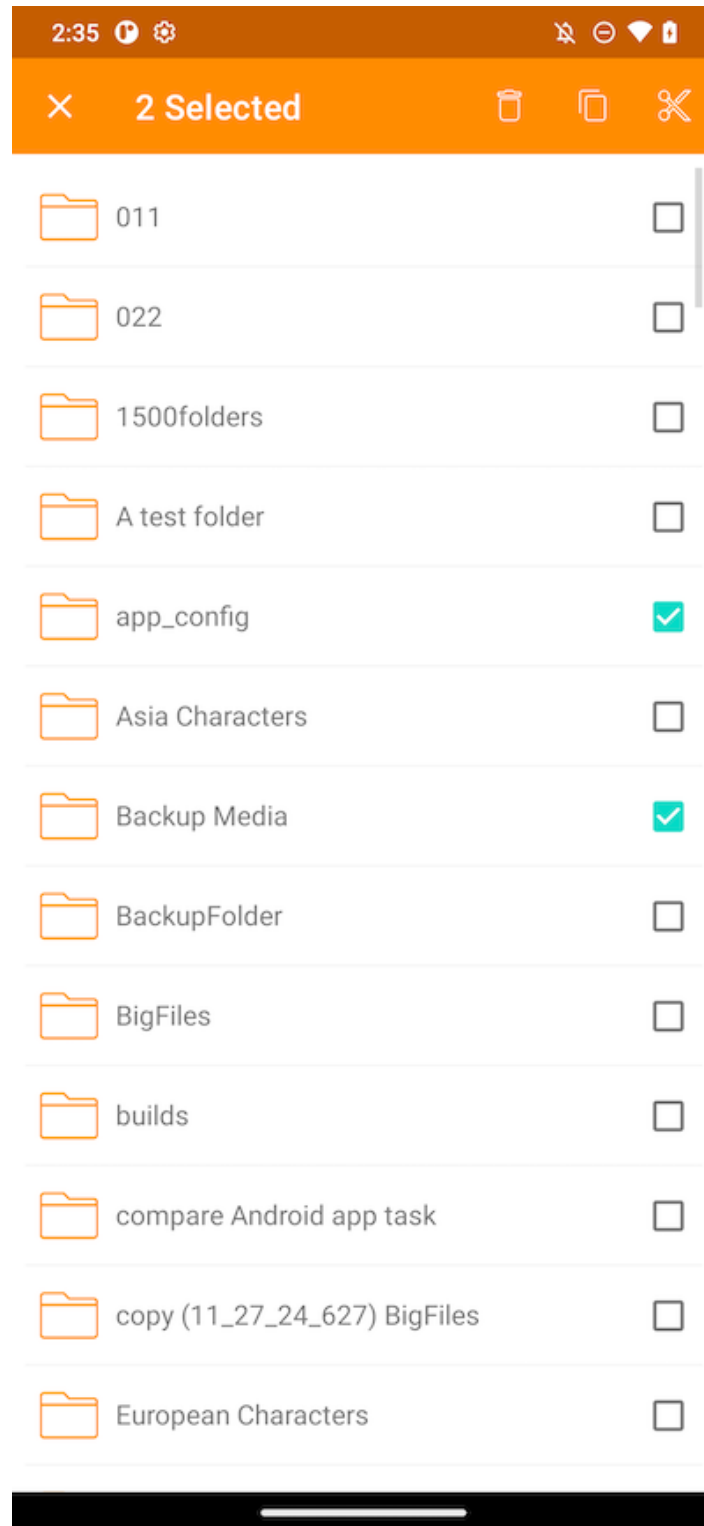 2:35
2 Selected
011
022
1500folders
A test folder
app_config
Asia Characters
Backup Media
BackupFolder
BigFiles
builds
compare Android app task
copy (11_27_24_627) BigFiles
European Characters